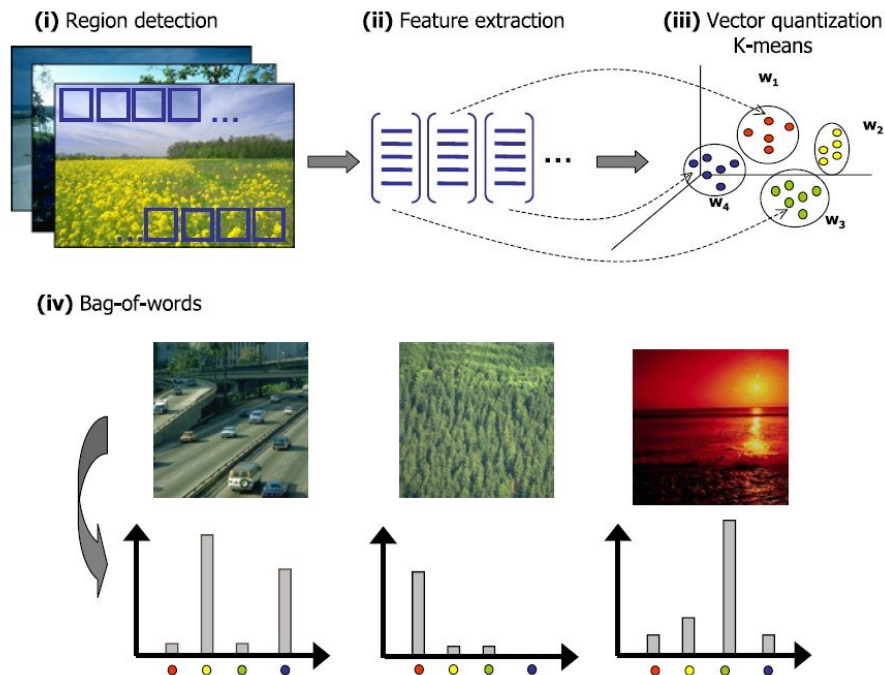 (i) Region detection
(ii) Feature extraction
(iii) Vector quantization
K-means
w1
w2
w3
w4
...
...
...
(iv) Bag-of-words